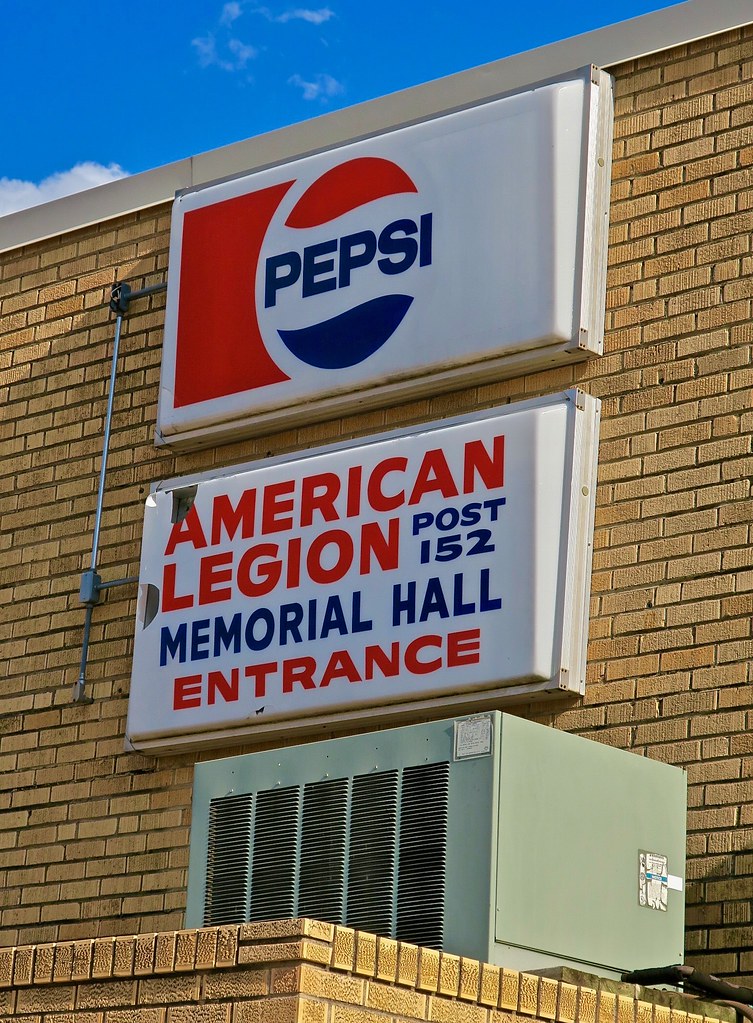 PEPSI
AMERICAN
LEGION POST 152
MEMORIAL HALL
ENTRANCE